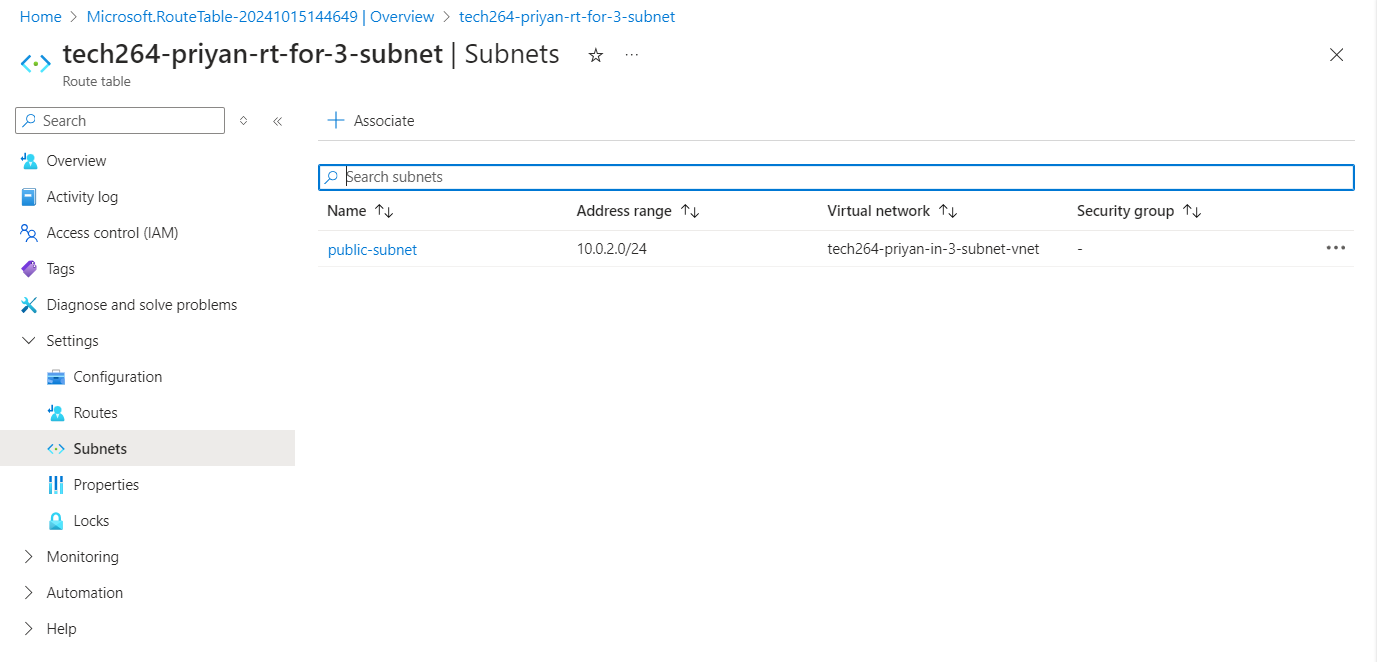 Home > Microsoft.RouteTable-20241015144649 | Overview > tech264-priyan-rt-for-3-subnet
tech264-priyan-rt-for-3-subnet | Subnets
Route table
Search
Overview
Activity log
Access control (IAM)
Tags
Diagnose and solve problems
Settings
Configuration
Routes
Subnets
Properties
Locks
Monitoring
Automation
Help
Associate
Search subnets
Name Address range Virtual network Security group
public-subnet 10.0.2.0/24 tech264-priyan-in-3-subnet-vnet -